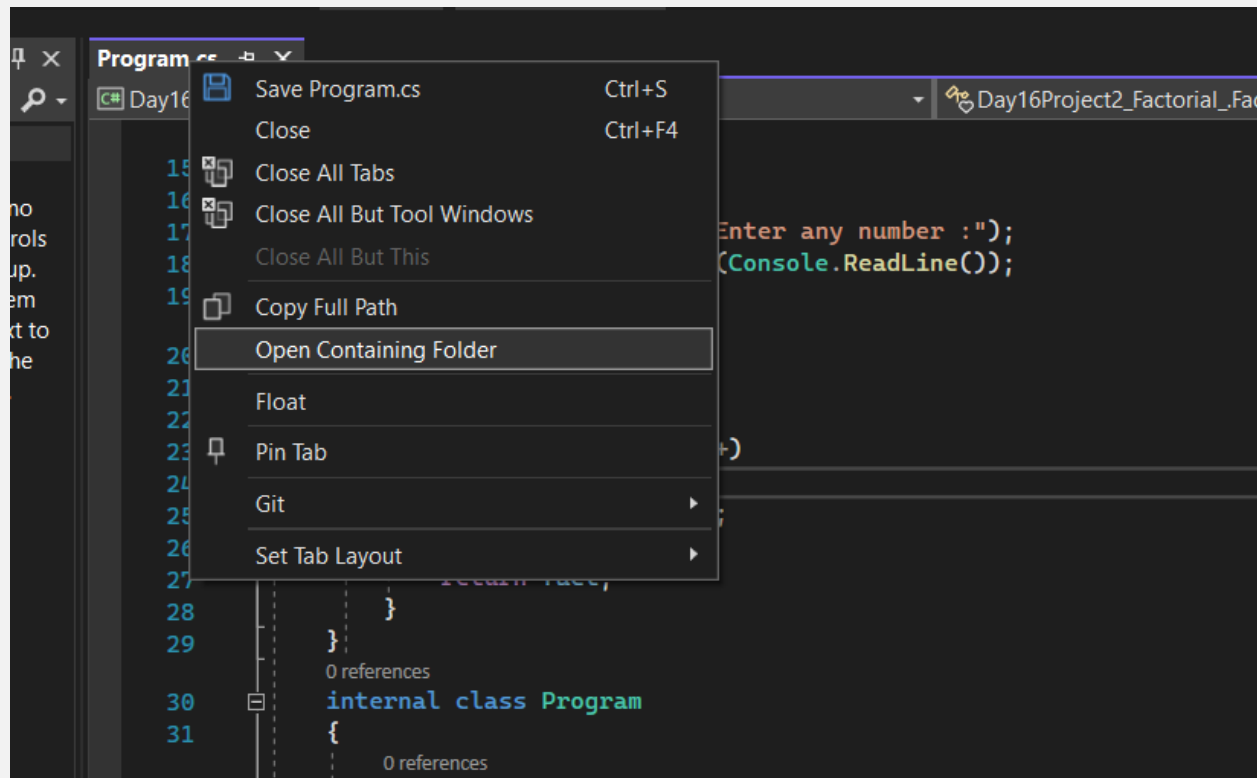 Program.cs
C# Day16
Day16Project2_Factorial_.Fac
Save Program.cs Ctrl+S
Close Ctrl+F4
15
Close All Tabs
16
no
Close All But Tool Windows
17
Enter any number :");
rols
up.
Close All But This
18
(Console.ReadLine());
em
19
Copy Full Path
xt to
he
20
Open Containing Folder
21
Float
22
23
Pin Tab
+)
24
Git
25
;
26
Set Tab Layout
27
return fact;
28 }
29 }
0 references
30 internal class Program
31 {
0 references